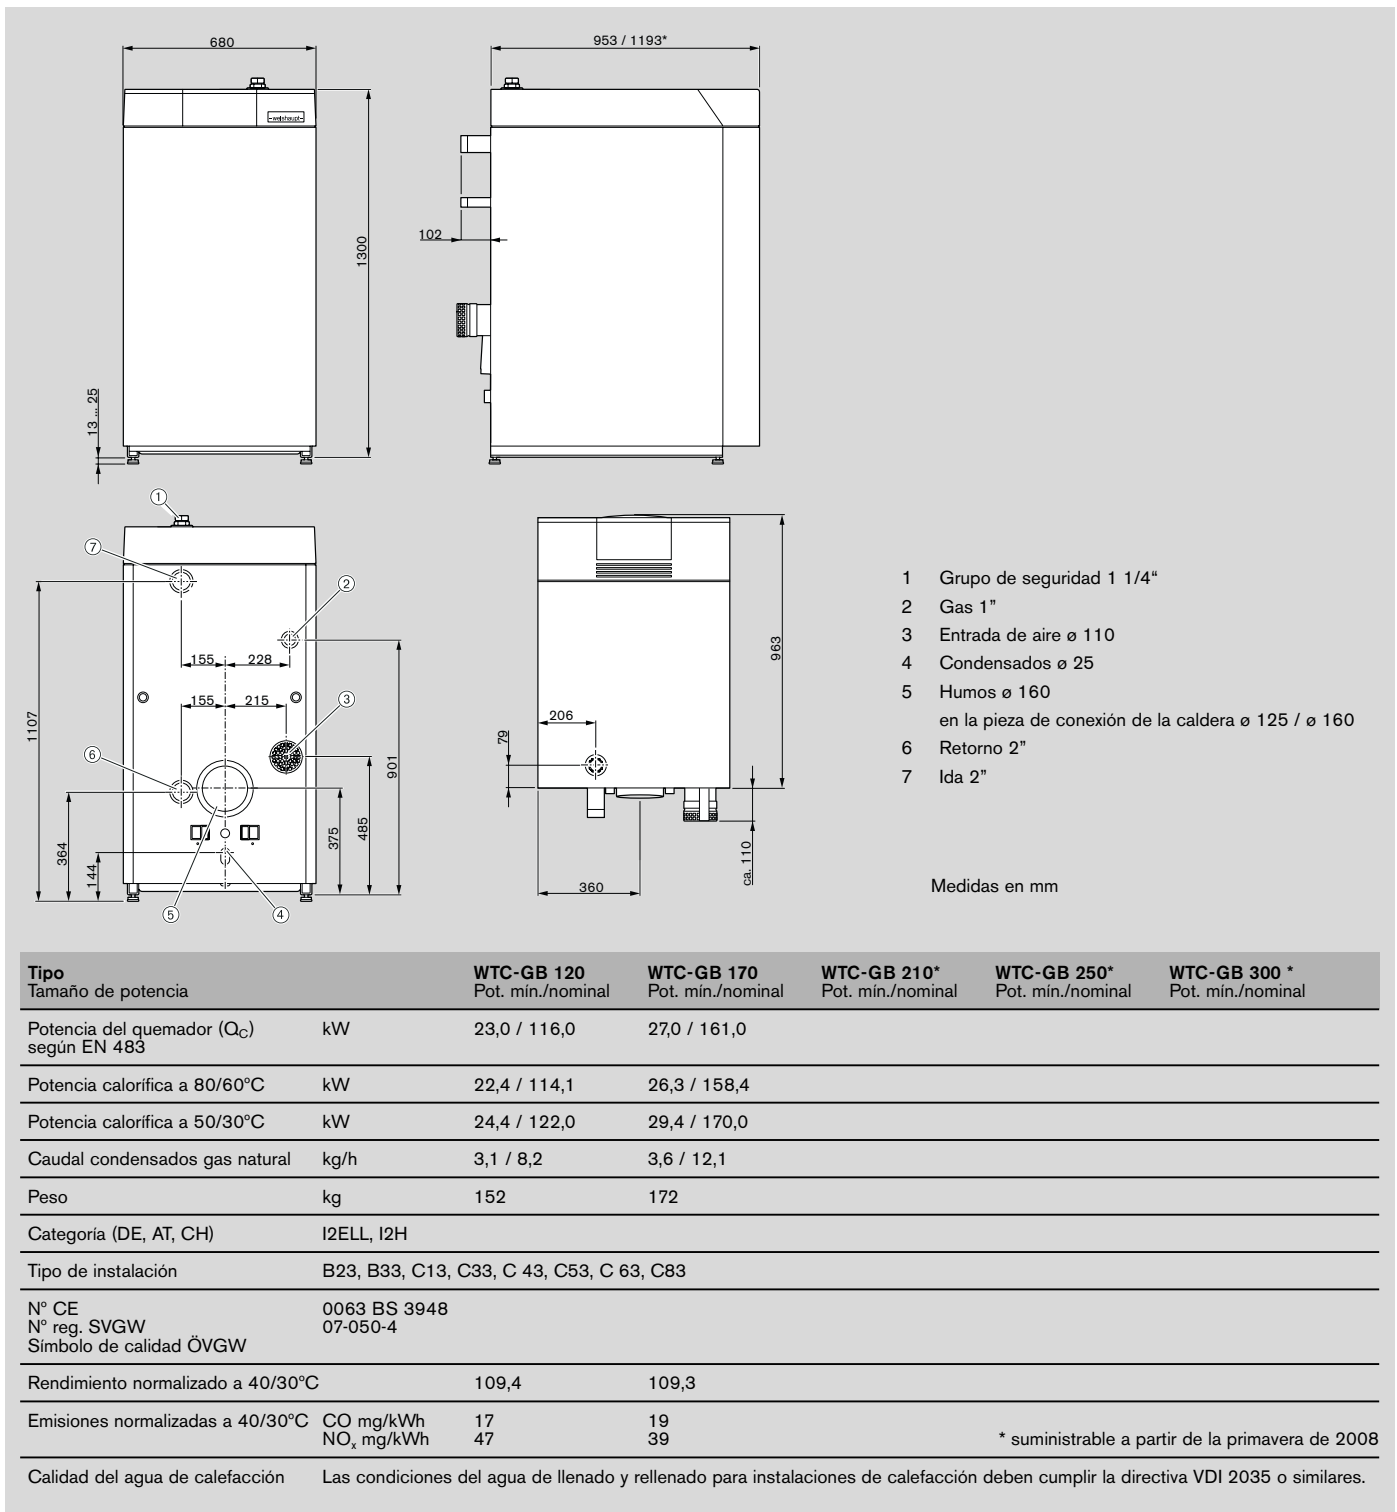 680
953 / 1193*
-weishaupt-
1300
102
13 ... 25
1
7
2
155
228
155
215
3
1107
6
901
364
144
375
485
5
4
963
206
79
ca. 110
360
1 Grupo de seguridad 1 1/4“
2 Gas 1”
3 Entrada de aire ø 110
4 Condensados ø 25
5 Humos ø 160
en la pieza de conexión de la caldera ø 125 / ø 160
6 Retorno 2”
7 Ida 2”
Medidas en mm
Tipo WTC-GB 120 WTC-GB 170 WTC-GB 210* WTC-GB 250* WTC-GB 300 *
Tamaño de potencia Pot. mín./nominal Pot. mín./nominal Pot. mín./nominal Pot. mín./nominal Pot. mín./nominal
Potencia del quemador (QC) kW 23,0 / 116,0 27,0 / 161,0
según EN 483
Potencia calorífica a 80/60ºC kW 22,4 / 114,1 26,3 / 158,4
Potencia calorífica a 50/30ºC kW 24,4 / 122,0 29,4 / 170,0
Caudal condensados gas natural kg/h 3,1 / 8,2 3,6 / 12,1
Peso kg 152 172
Categoría (DE, AT, CH) I2ELL, I2H
Tipo de instalación B23, B33, C13, C33, C 43, C53, C 63, C83
Nº CE 0063 BS 3948
Nº reg. SVGW 07-050-4
Símbolo de calidad ÖVGW
Rendimiento normalizado a 40/30ºC 109,4 109,3
Emisiones normalizadas a 40/30ºC CO mg/kWh 17 19
NOx mg/kWh 47 39 * suministrable a partir de la primavera de 2008
Calidad del agua de calefacción Las condiciones del agua de llenado y rellenado para instalaciones de calefacción deben cumplir la directiva VDI 2035 o similares.